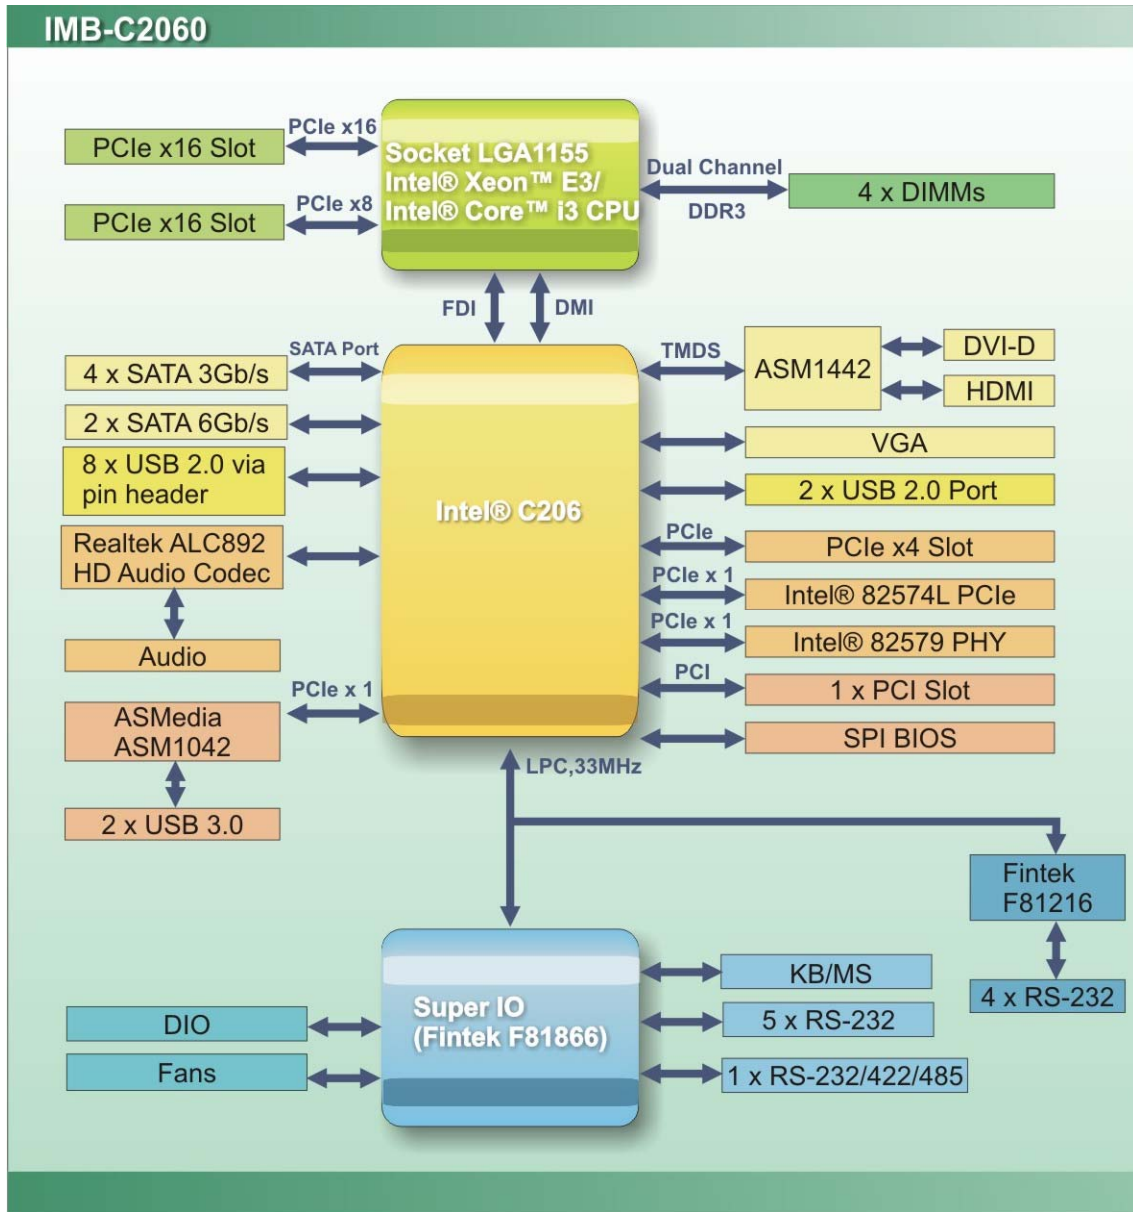 IMB-C2060
PCIe x16
PCIe x16 Slot
PCIe x8
PCIe x16 Slot
Socket LGA1155
Intel® Xeon™ E3/
Intel® Core™ i3 CPU
Dual Channel
DDR3
4 x DIMMs
FDI
DMI
SATA Port
4 x SATA 3Gb/s
2 x SATA 6Gb/s
8 x USB 2.0 via
pin header
Realtek ALC892
HD Audio Codec
Audio
PCIe x 1
ASMedia
ASM1042
2 x USB 3.0
Intel® C206
TMDS
ASM1442
DVI-D
HDMI
VGA
2 x USB 2.0 Port
PCIe
PCIe x4 Slot
PCIe x 1
Intel® 82574L PCIe
PCIe x 1
Intel® 82579 PHY
PCI
1 x PCI Slot
SPI BIOS
LPC,33MHz
Fintek
F81216
4 x RS-232
Super IO
(Fintek F81866)
DIO
Fans
KB/MS
5 x RS-232
1 x RS-232/422/485